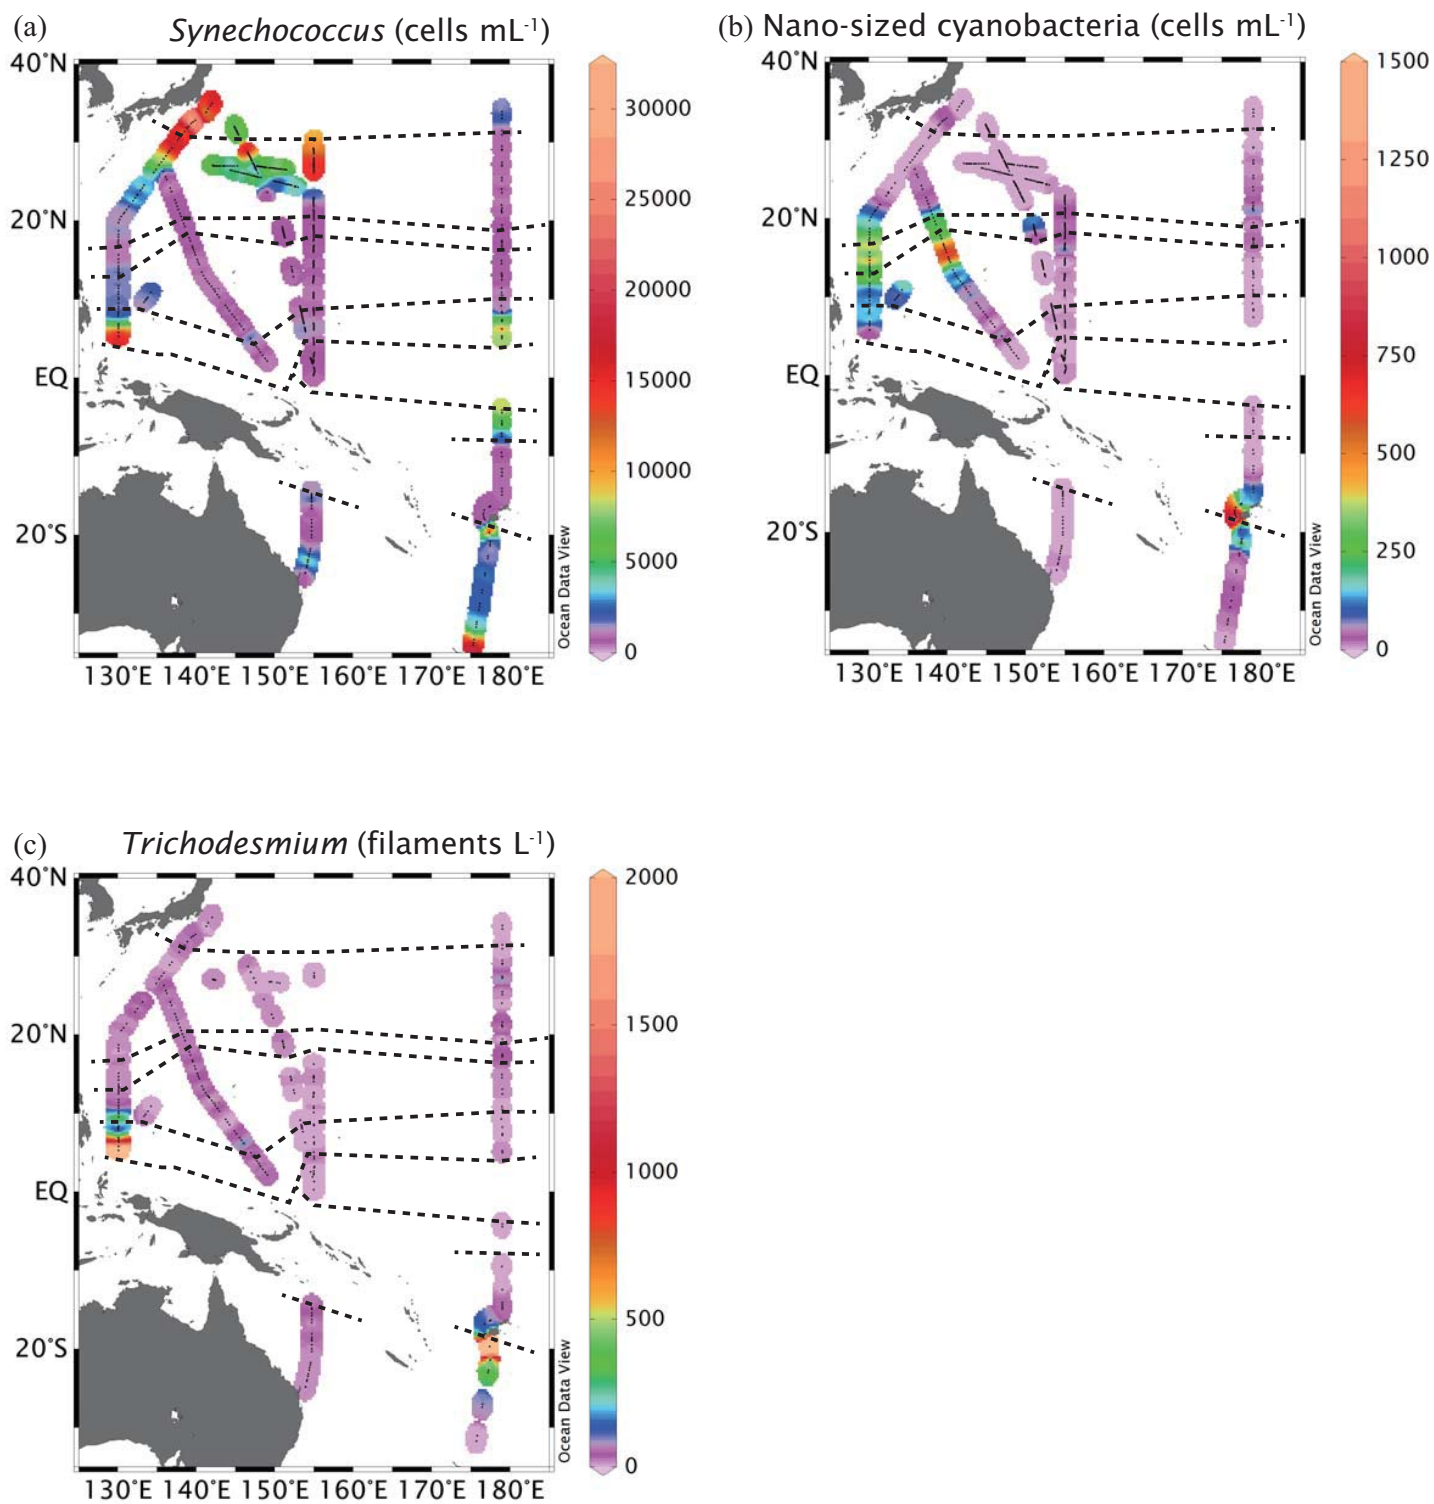 (a) Synechococcus (cells mL-1)
40°N
20°N
EQ
20°S
130°E 140°E 150°E 160°E 170°E 180°E
30000
25000
20000
15000
10000
5000
0
Ocean Data View
(b) Nano-sized cyanobacteria (cells mL-1)
40°N
20°N
EQ
20°S
130°E 140°E 150°E 160°E 170°E 180°E
1500
1250
1000
750
500
250
0
Ocean Data View
(c) Trichodesmium (filaments L-1)
40°N
20°N
EQ
20°S
130°E 140°E 150°E 160°E 170°E 180°E
2000
1500
1000
500
0
Ocean Data View